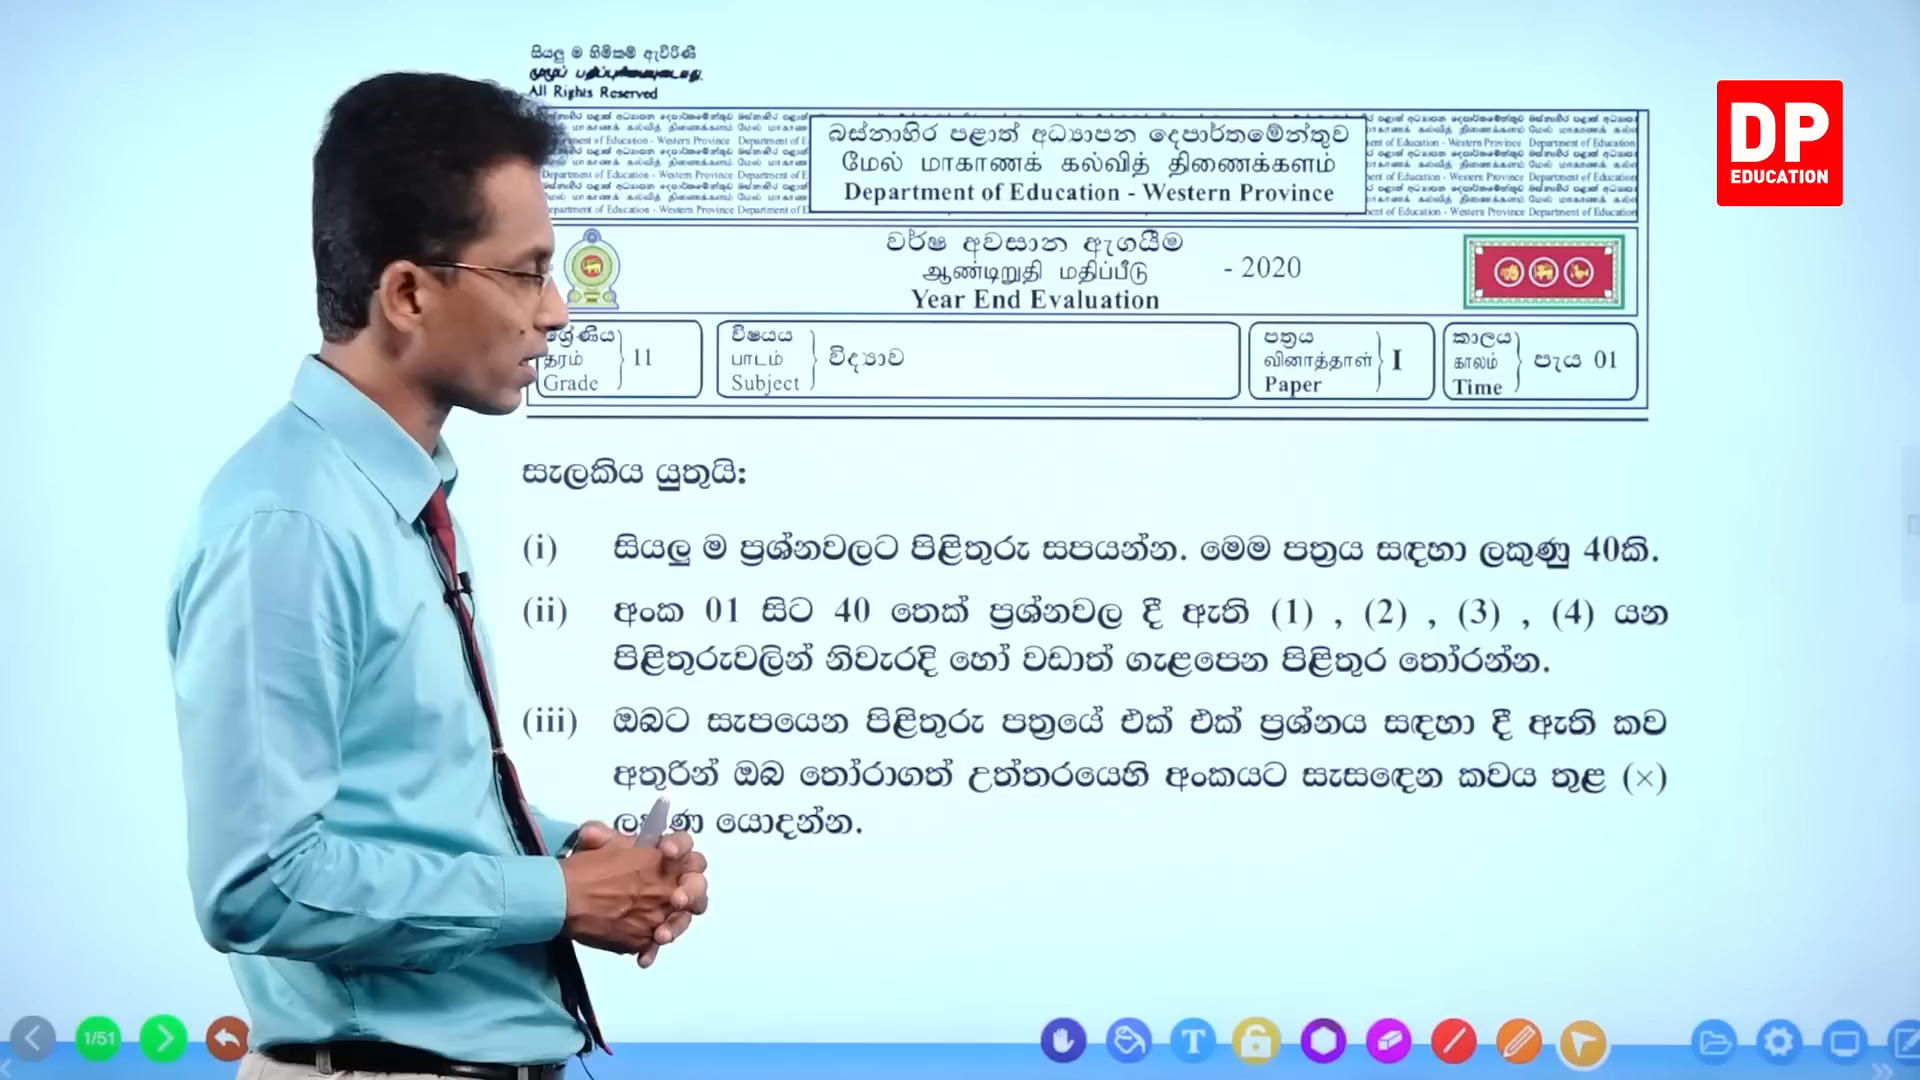 සියලු ම හිමිකම් ඇවිරිණි
All Rights Reserved
DP
EDUCATION
බස්නාහිර පළාත් අධ්‍යාපන දෙපාර්තමේන්තුව
மேல் மாகாணக் கல்வித் திணைக்களம்
Department of Education - Western Province
වර්ෂ අවසාන ඇගයීම
ஆண்டிறுதி மதிப்பீடு - 2020
Year End Evaluation
ශ්‍රේණිය
தரம் 11
Grade
විෂයය
பாடம் විද්‍යාව
Subject
පත්‍රය
வினாத்தாள் I
Paper
කාලය
காலம் පැය 01
Time
සැලකිය යුතුයි:
(i) සියලු ම ප්‍රශ්නවලට පිළිතුරු සපයන්න. මෙම පත්‍රය සඳහා ලකුණු 40කි.
(ii) අංක 01 සිට 40 තෙක් ප්‍රශ්නවල දී ඇති (1) , (2) , (3) , (4) යන
පිළිතුරුවලින් නිවැරදි හෝ වඩාත් ගැළපෙන පිළිතුර තෝරන්න.
(iii) ඔබට සැපයෙන පිළිතුරු පත්‍රයේ එක් එක් ප්‍රශ්නය සඳහා දී ඇති කව
අතුරින් ඔබ තෝරාගත් උත්තරයෙහි අංකයට සැසඳෙන කවය තුළ (×)
යොදන්න.
1/51